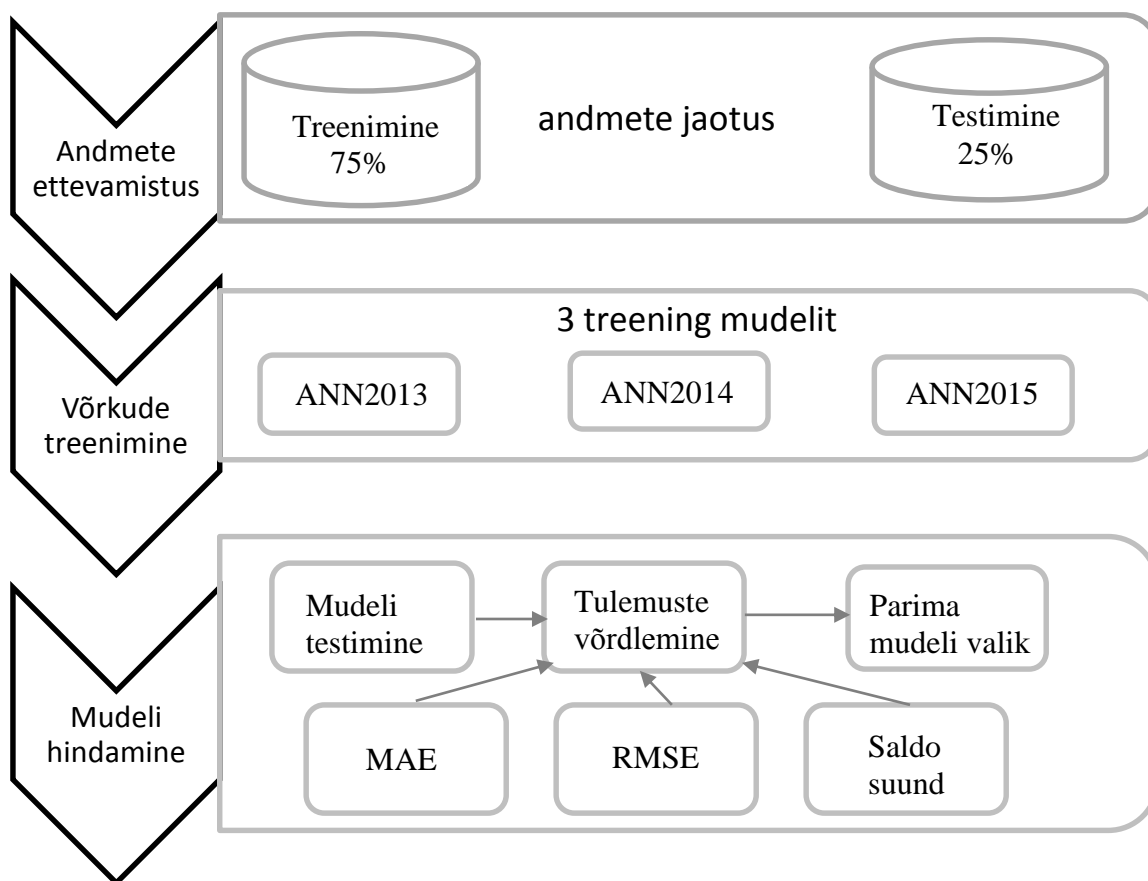 Andmete
ettevamistus
Treenimine
75%
andmete jaotus
Testimine
25%
Võrkude
treenimine
3 treening mudelit
ANN2013
ANN2014
ANN2015
Mudeli
hindamine
Mudeli
testimine
Tulemuste
võrdlemine
Parima
mudeli valik
MAE
RMSE
Saldo
suund